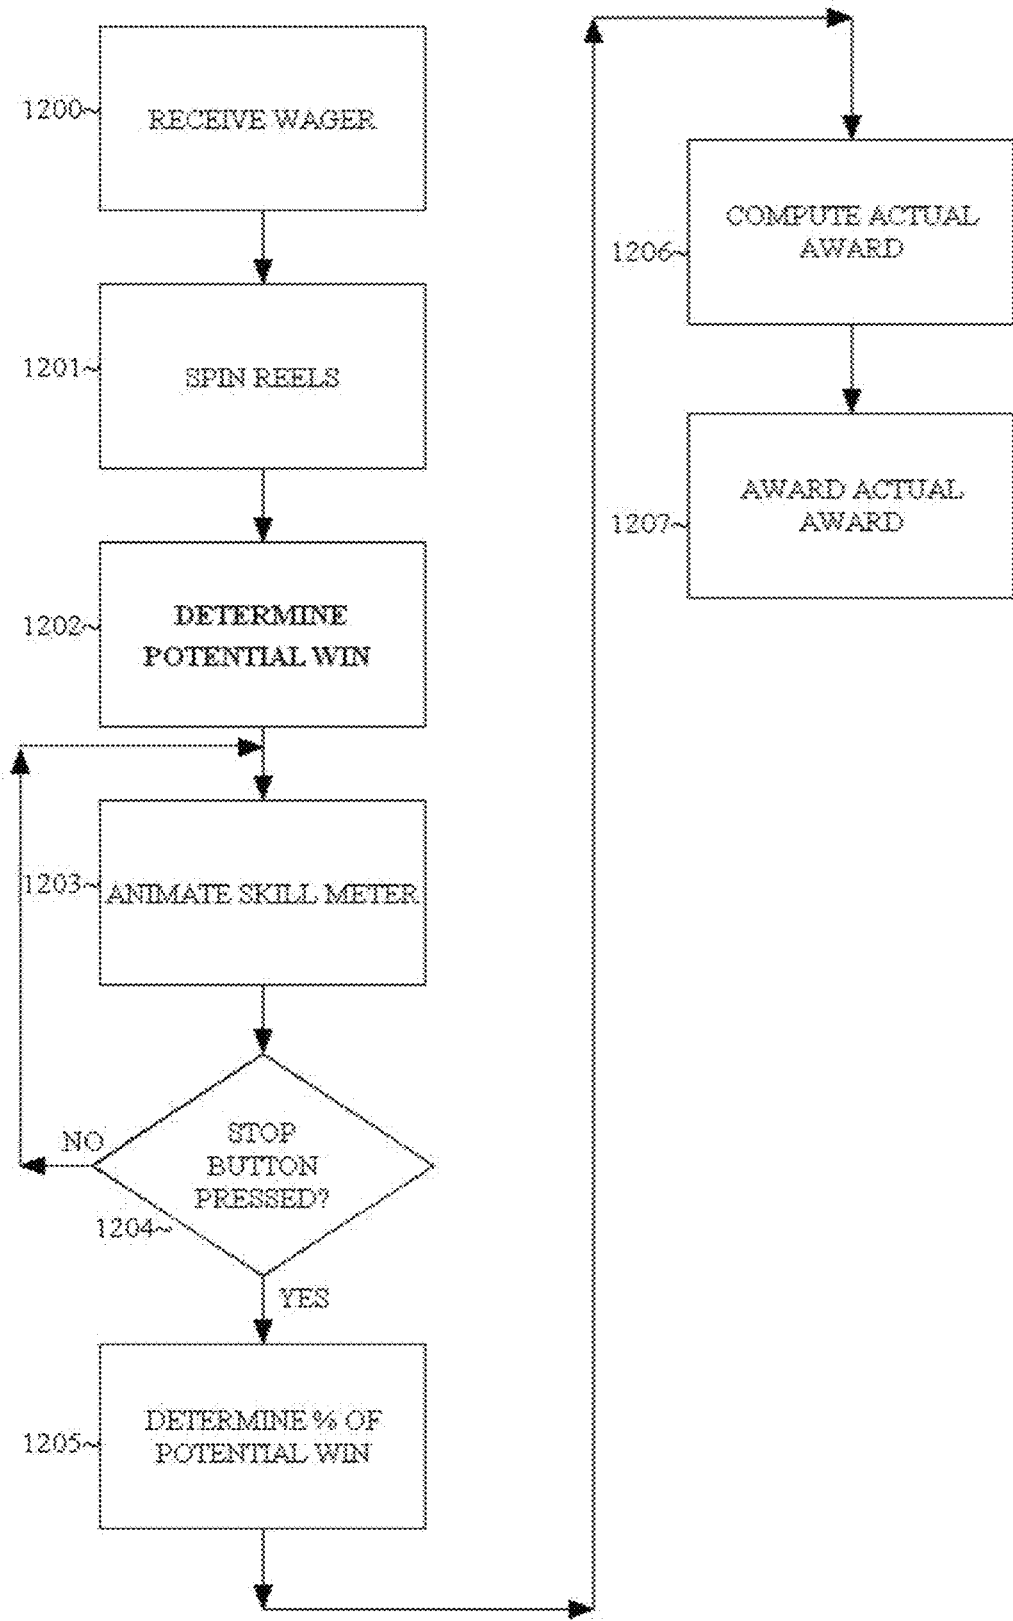 1200~
RECEIVE WAGER
1201~
SPIN REELS
1202~
DETERMINE
POTENTIAL WIN
1203~
ANIMATE SKILL METER
NO
STOP
BUTTON
PRESSED?
1204~
YES
1205~
DETERMINE % OF
POTENTIAL WIN
COMPUTE ACTUAL
AWARD
1206~
AWARD ACTUAL
AWARD
1207~